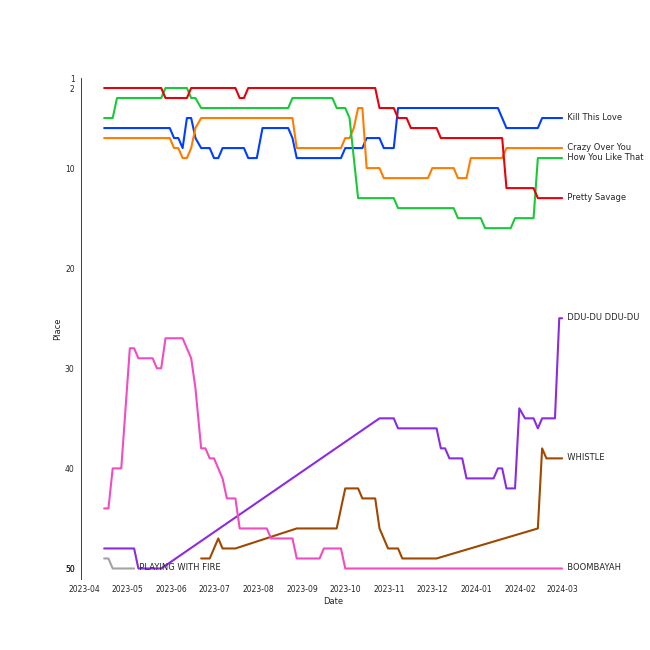 1
2
Kill This Love
Crazy Over You
How You Like That
10
Pretty Savage
20
DDU-DU DDU-DU
Place
30
WHISTLE
40
50
PLAYING WITH FIRE
BOOMBAYAH
2023-04 2023-05 2023-06 2023-07 2023-08 2023-09 2023-10 2023-11 2023-12 2024-01 2024-02 2024-03
Date